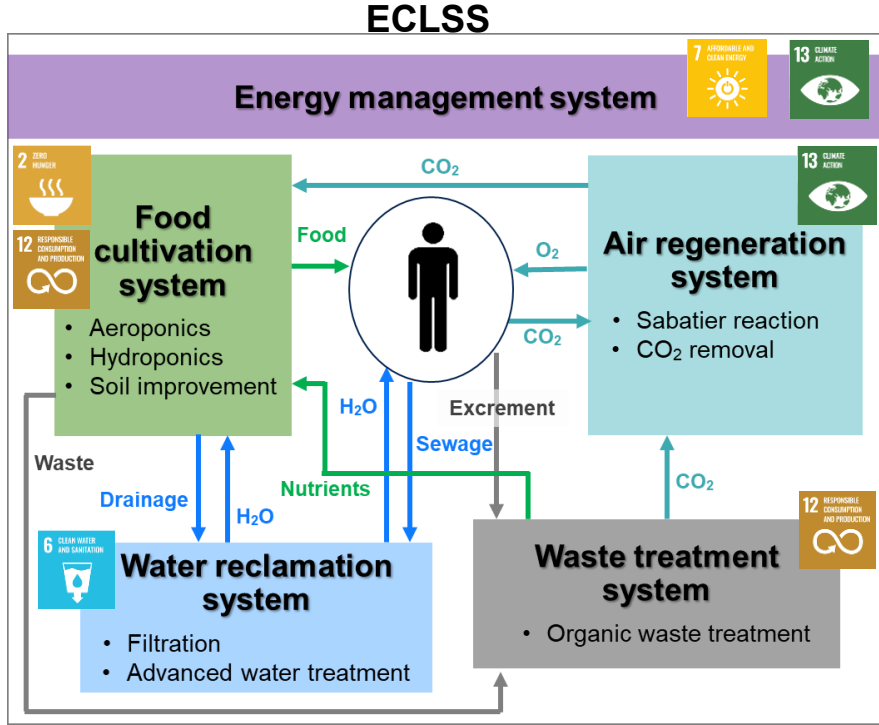 ECLSS
Energy management system
7 AFFORDABLE AND
CLEAN ENERGY
13 CLIMATE
ACTION
2 ZERO
HUNGER
12 RESPONSIBLE
CONSUMPTION
AND PRODUCTION
Food
cultivation
system
• Aeroponics
• Hydroponics
• Soil improvement
CO₂
Food
O₂
CO₂
13 CLIMATE
ACTION
Air regeneration
system
• Sabatier reaction
• CO₂ removal
H₂O
Excrement
Sewage
Waste
Nutrients
Drainage
H₂O
CO₂
6 CLEAN WATER
AND SANITATION
Water reclamation
system
• Filtration
• Advanced water treatment
12 RESPONSIBLE
CONSUMPTION
AND PRODUCTION
Waste treatment
system
• Organic waste treatment